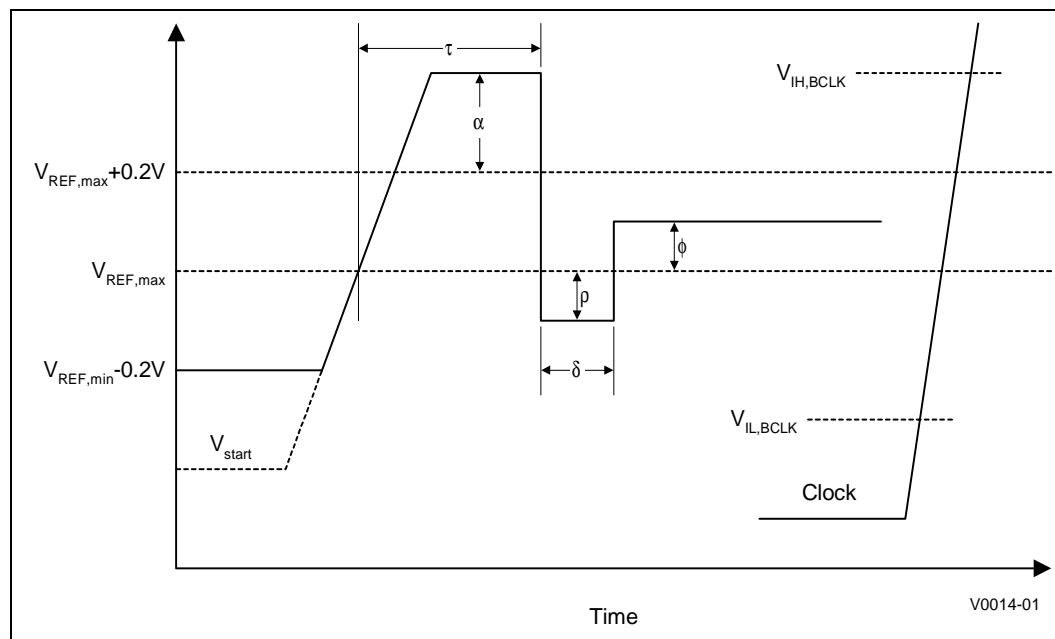 τ
V_IH,BCLK
α
V_REF,max+0.2V
ϕ
V_REF,max
ρ
V_REF,min-0.2V
δ
V_IL,BCLK
V_start
Clock
Time
V0014-01